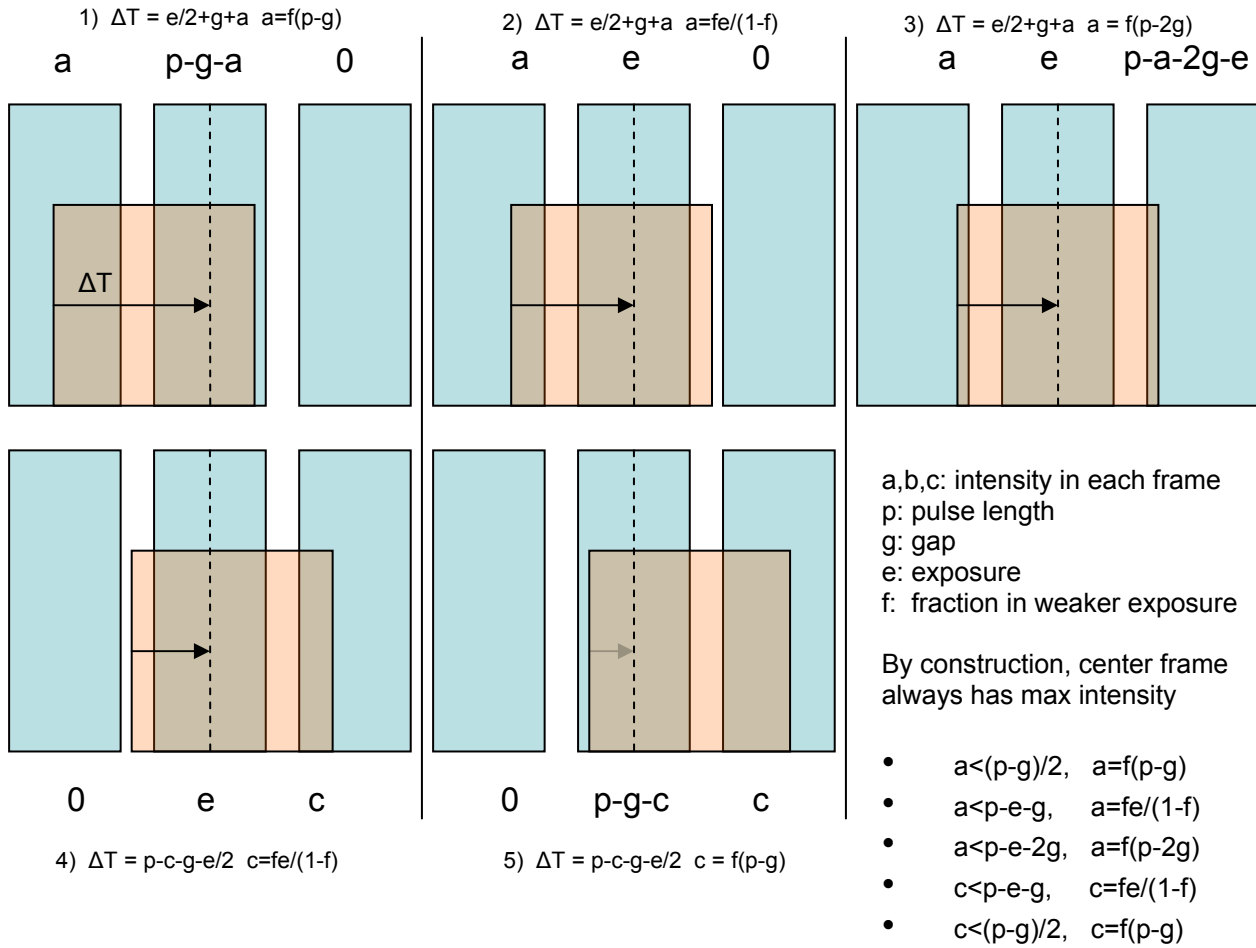 1) ΔT = e/2+g+a a=f(p-g)
a p-g-a 0
ΔT
2) ΔT = e/2+g+a a=fe/(1-f)
a e 0
3) ΔT = e/2+g+a a = f(p-2g)
a e p-a-2g-e
0 e c
4) ΔT = p-c-g-e/2 c=fe/(1-f)
0 p-g-c c
5) ΔT = p-c-g-e/2 c = f(p-g)
a,b,c: intensity in each frame
p: pulse length
g: gap
e: exposure
f: fraction in weaker exposure
By construction, center frame
always has max intensity
• a<(p-g)/2, a=f(p-g)
• a<p-e-g, a=fe/(1-f)
• a<p-e-2g, a=f(p-2g)
• c<p-e-g, c=fe/(1-f)
• c<(p-g)/2, c=f(p-g)